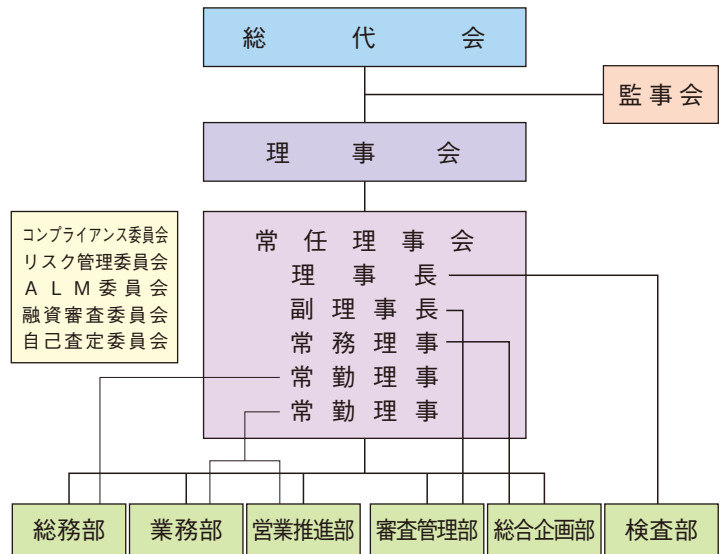 総代会
監事会
理事会
コンプライアンス委員会
リスク管理委員会
ALM委員会
融資審査委員会
自己査定委員会
常任理事会
理事長
副理事長
常務理事
常勤理事
常勤理事
総務部
業務部
営業推進部
審査管理部
総合企画部
検査部